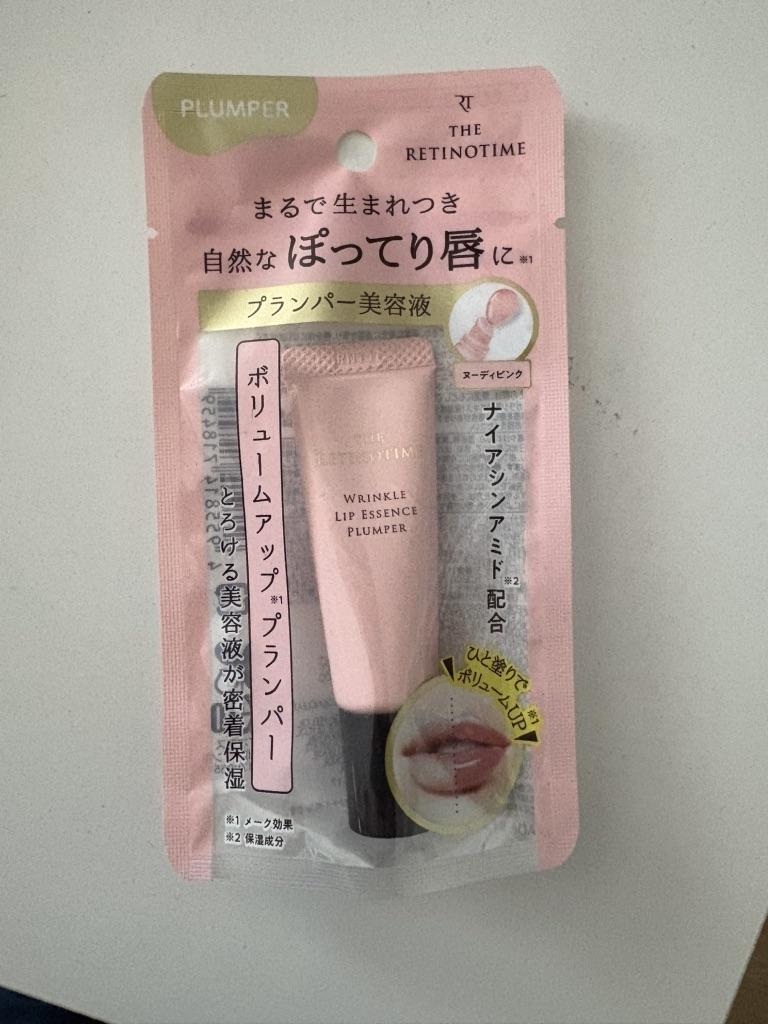 PLUMPER
RT
THE
RETINOTIME
まるで生まれつき
自然なぽってり唇に※1
プランパー美容液
ヌーディピンク
ボリュームアップ※1プランパー
とろける美容液が密着保湿
ナイアシンアミド※2配合
THE
RETINOTIME
WRINKLE
LIP ESSENCE
PLUMPER
ひと塗りで
ボリュームUP※1
※1 メーク効果
※2 保湿成分
4 955814 718459